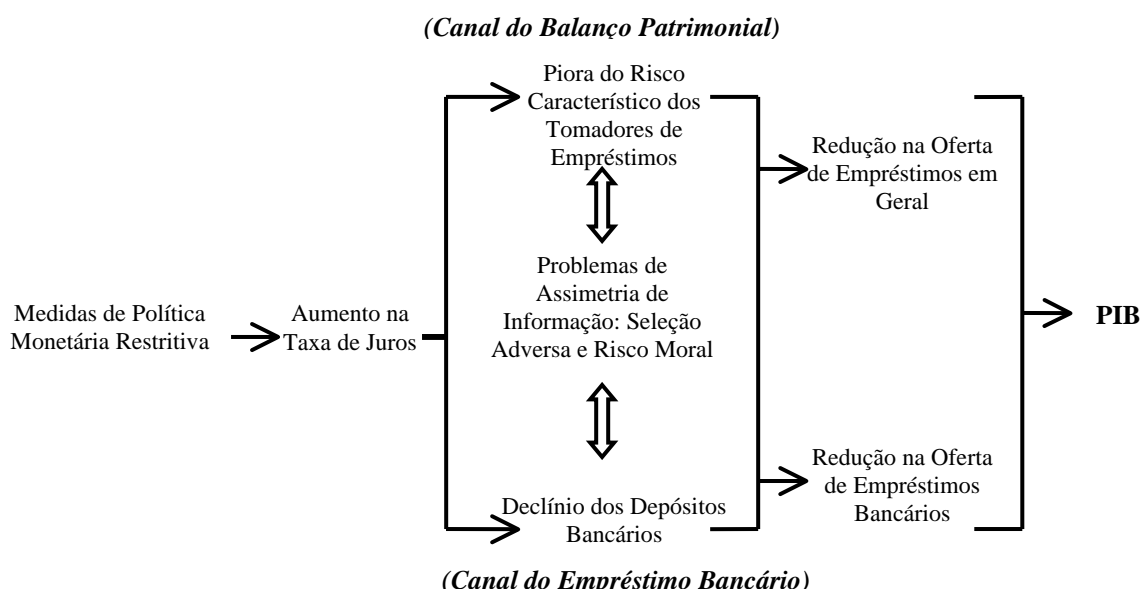 (Canal do Balanço Patrimonial)
Piora do Risco
Característico dos
Tomadores de
Empréstimos
Redução na Oferta
de Empréstimos em
Geral
Problemas de
Assimetria de
Informação: Seleção
Adversa e Risco Moral
Medidas de Política
Monetária Restritiva
Aumento na
Taxa de Juros
PIB
Redução na Oferta
de Empréstimos
Bancários
Declínio dos Depósitos
Bancários
(Canal do Empréstimo Bancário)